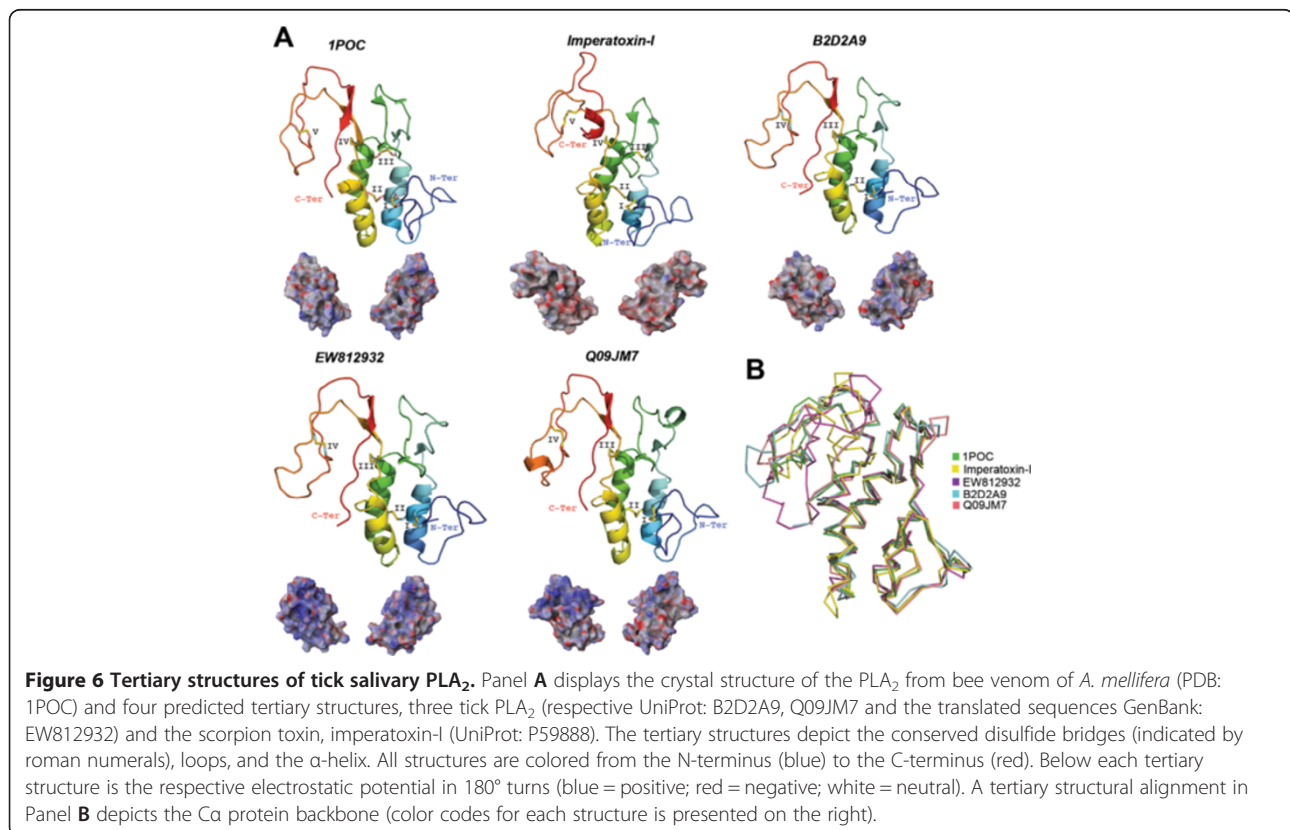 A
1POC
Imperatoxin-I
B2D2A9
V
IV
III
II
C-Ter
N-Ter
V
C-Ter
IV
III
II
I
N-Ter
IV
III
II
I
C-Ter
N-Ter
EW812932
Q09JM7
B
IV
III
II
I
C-Ter
N-Ter
IV
III
II
I
C-Ter
N-Ter
1POC
Imperatoxin-I
EW812932
B2D2A9
Q09JM7
Figure 6 Tertiary structures of tick salivary PLA₂. Panel A displays the crystal structure of the PLA₂ from bee venom of A. mellifera (PDB:
1POC) and four predicted tertiary structures, three tick PLA₂ (respective UniProt: B2D2A9, Q09JM7 and the translated sequences GenBank:
EW812932) and the scorpion toxin, imperatoxin-I (UniProt: P59888). The tertiary structures depict the conserved disulfide bridges (indicated by
roman numerals), loops, and the α-helix. All structures are colored from the N-terminus (blue) to the C-terminus (red). Below each tertiary
structure is the respective electrostatic potential in 180° turns (blue = positive; red = negative; white = neutral). A tertiary structural alignment in
Panel B depicts the Cα protein backbone (color codes for each structure is presented on the right).